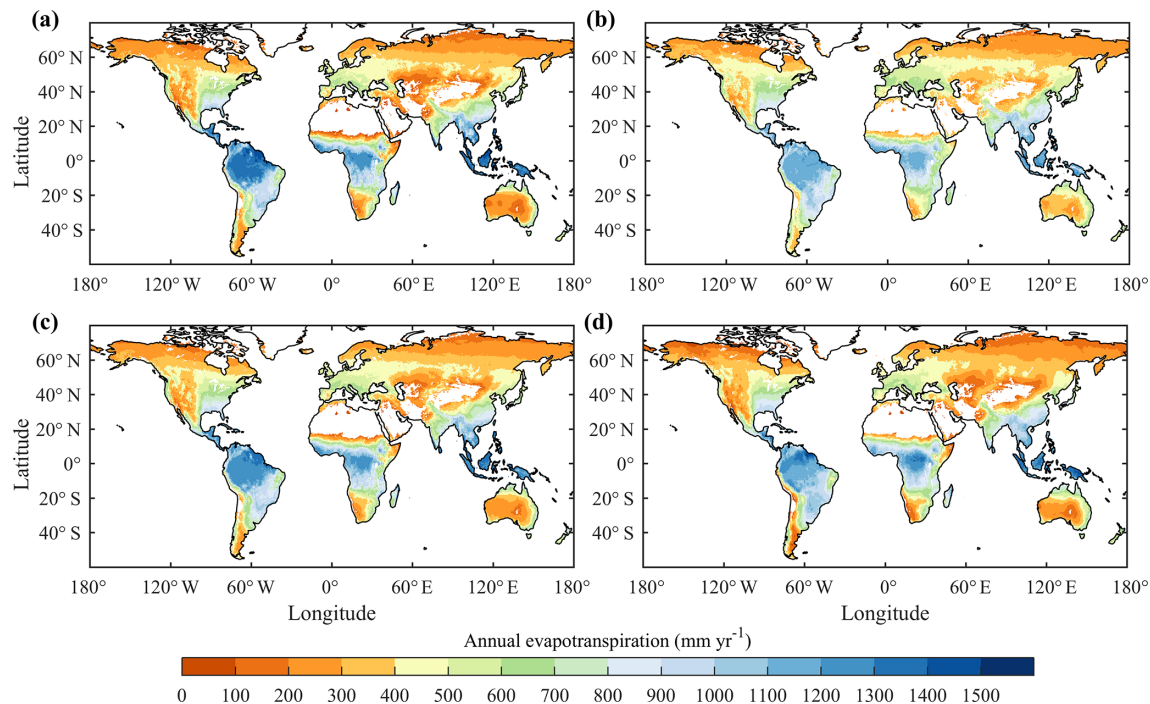 (a) (b)
60° N 60° N
40° N 40° N
20° N 20° N
Latitude
0° 0°
20° S 20° S
40° S 40° S
180° 120° W 60° W 0° 60° E 120° E 180° 180° 120° W 60° W 0° 60° E 120° E 180°
(c) (d)
60° N 60° N
40° N 40° N
20° N 20° N
Latitude
0° 0°
20° S 20° S
40° S 40° S
180° 120° W 60° W 0° 60° E 120° E 180° 180° 120° W 60° W 0° 60° E 120° E 180°
Longitude Longitude
Annual evapotranspiration (mm yr⁻¹)
0 100 200 300 400 500 600 700 800 900 1000 1100 1200 1300 1400 1500